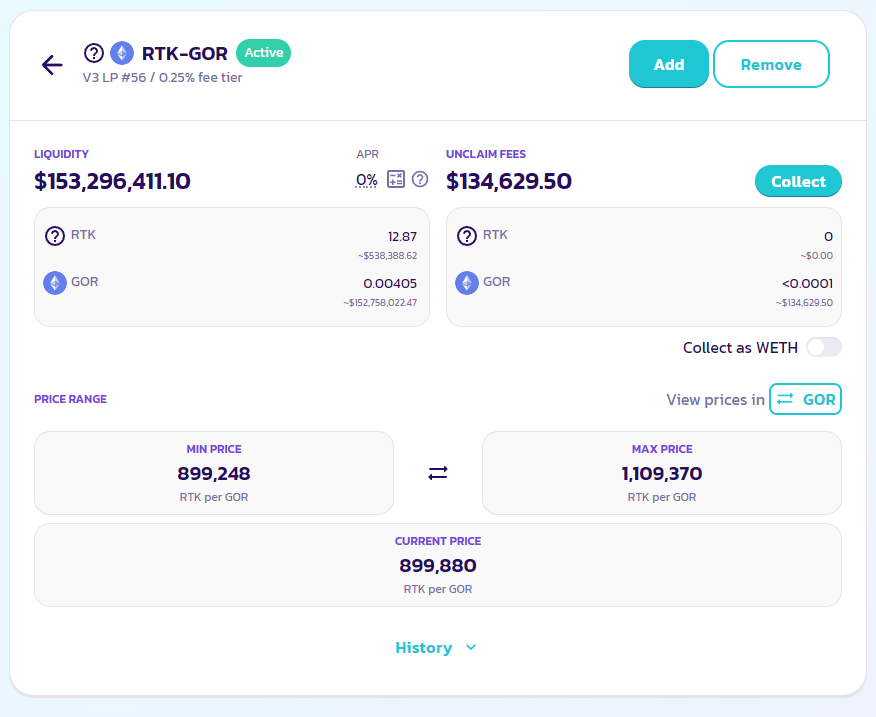 RTK-GOR Active
V3 LP #56 / 0.25% fee tier
Add
Remove
LIQUIDITY
$153,296,411.10
APR
0%
UNCLAIM FEES
$134,629.50
Collect
RTK 12.87
~$538,388.62
GOR 0.00405
~$152,758,022.47
RTK 0
~$0.00
GOR <0.0001
~$134,629.50
Collect as WETH
PRICE RANGE
View prices in GOR
MIN PRICE
899,248
RTK per GOR
MAX PRICE
1,109,370
RTK per GOR
CURRENT PRICE
899,880
RTK per GOR
History